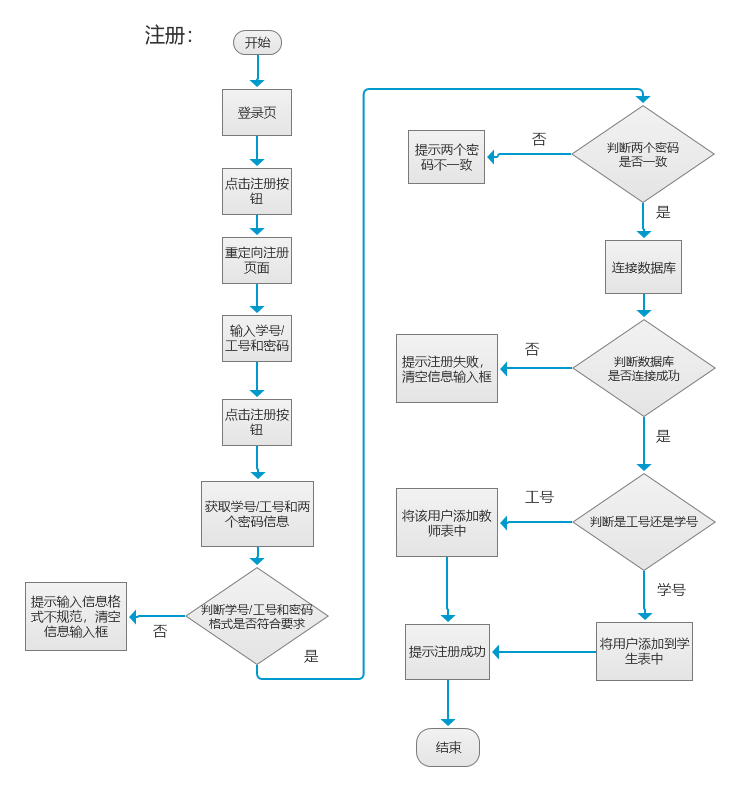 注册：
开始
登录页
点击注册按
钮
重定向注册
页面
输入学号/
工号和密码
点击注册按
钮
获取学号/工号和两
个密码信息
判断学号/工号和密码
格式是否符合要求
否
提示输入信息格
式不规范，清空
信息输入框
是
判断两个密码
是否一致
否
提示两个密
码不一致
是
连接数据库
判断数据库
是否连接成功
否
提示注册失败，
清空信息输入框
是
判断是工号还是学号
工号
将该用户添加教
师表中
学号
将用户添加到学
生表中
提示注册成功
结束